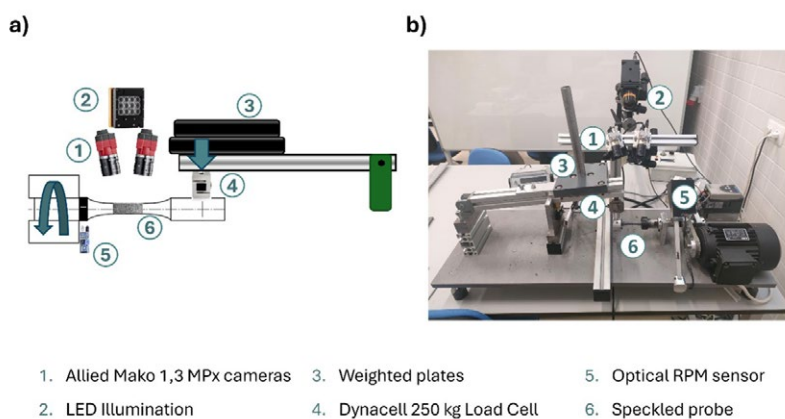 a)
b)
2
3
1
4
5
6
2
1
3
4
5
6
1. Allied Mako 1,3 MPx cameras
2. LED Illumination
3. Weighted plates
4. Dynacell 250 kg Load Cell
5. Optical RPM sensor
6. Speckled probe